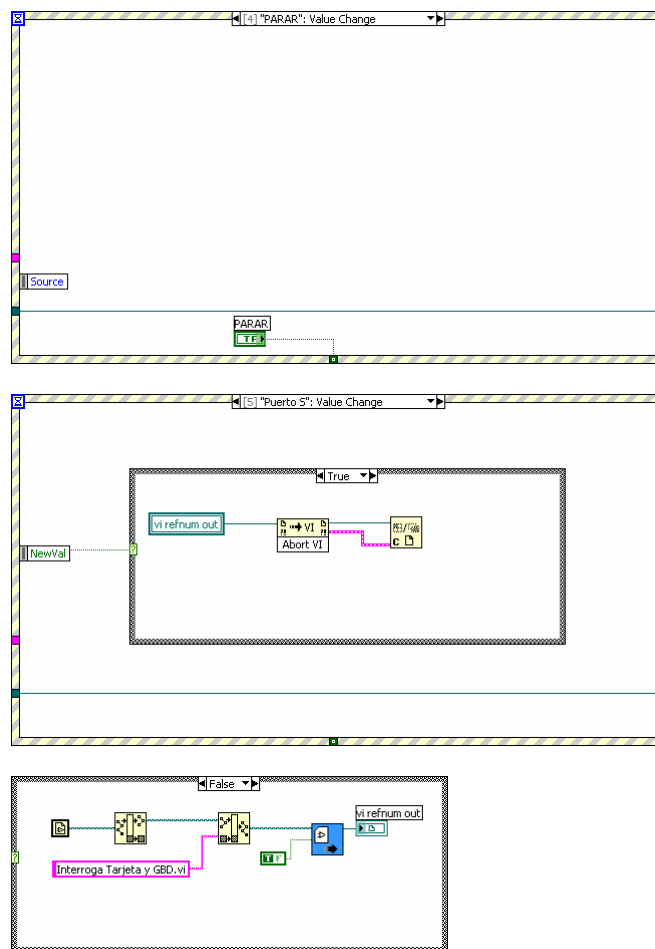 [4] "PARAR": Value Change
Source
PARAR
TF
[5] "Puerto S": Value Change
True
vi refnum out
VI
Abort VI
C
NewVal
?
False
vi refnum out
Interroga Tarjeta y GBD.vi
T F
?